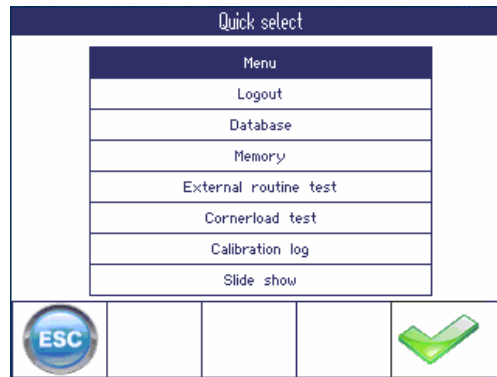 Quick select
Menu
Logout
Database
Memory
External routine test
Cornerload test
Calibration log
Slide show
ESC